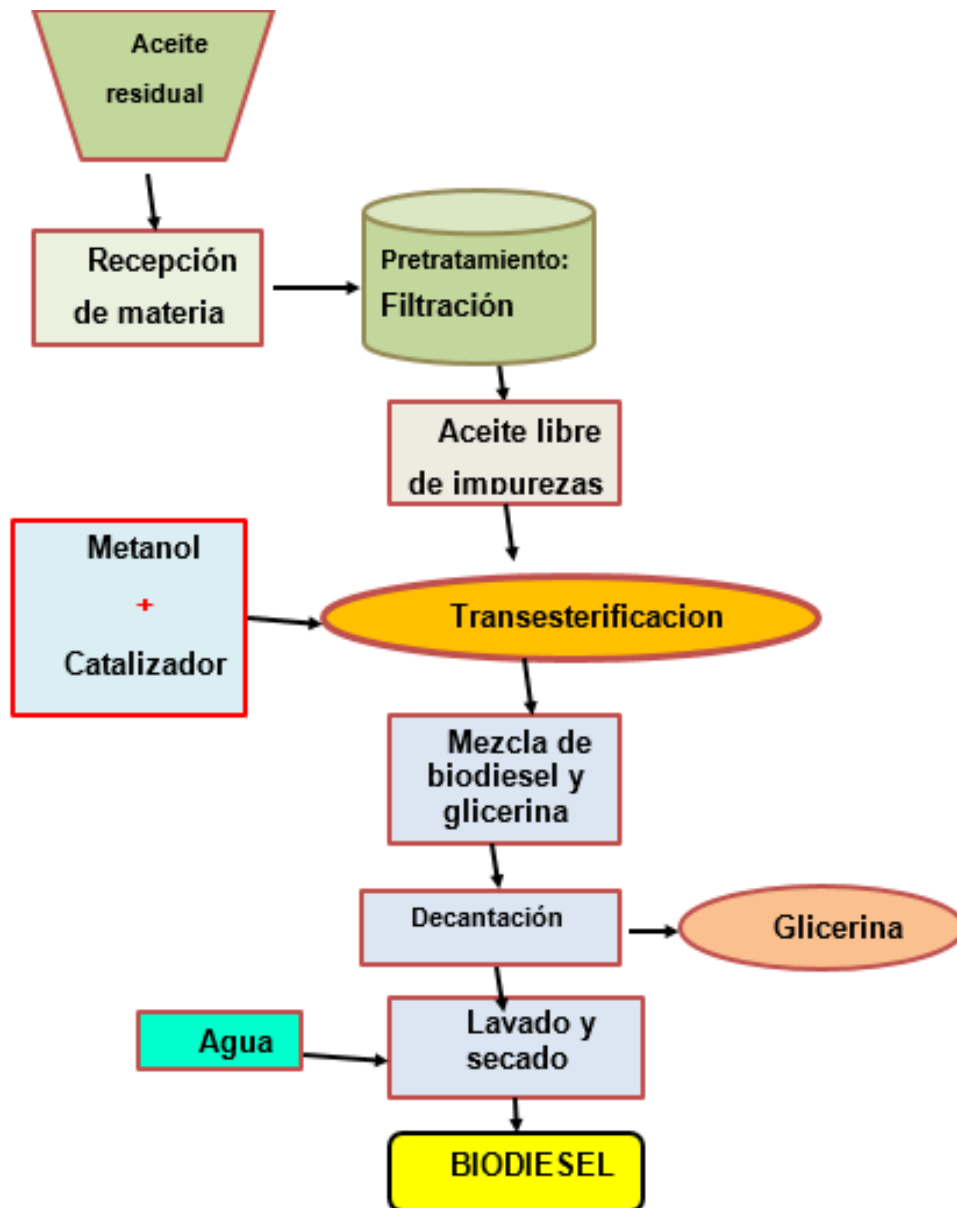 Aceite
residual
Recepción
de materia
Pretratamiento:
Filtración
Aceite libre
de impurezas
Metanol
+
Catalizador
Transesterificacion
Mezcla de
biodiesel y
glicerina
Decantación
Glicerina
Agua
Lavado y
secado
BIODIESEL